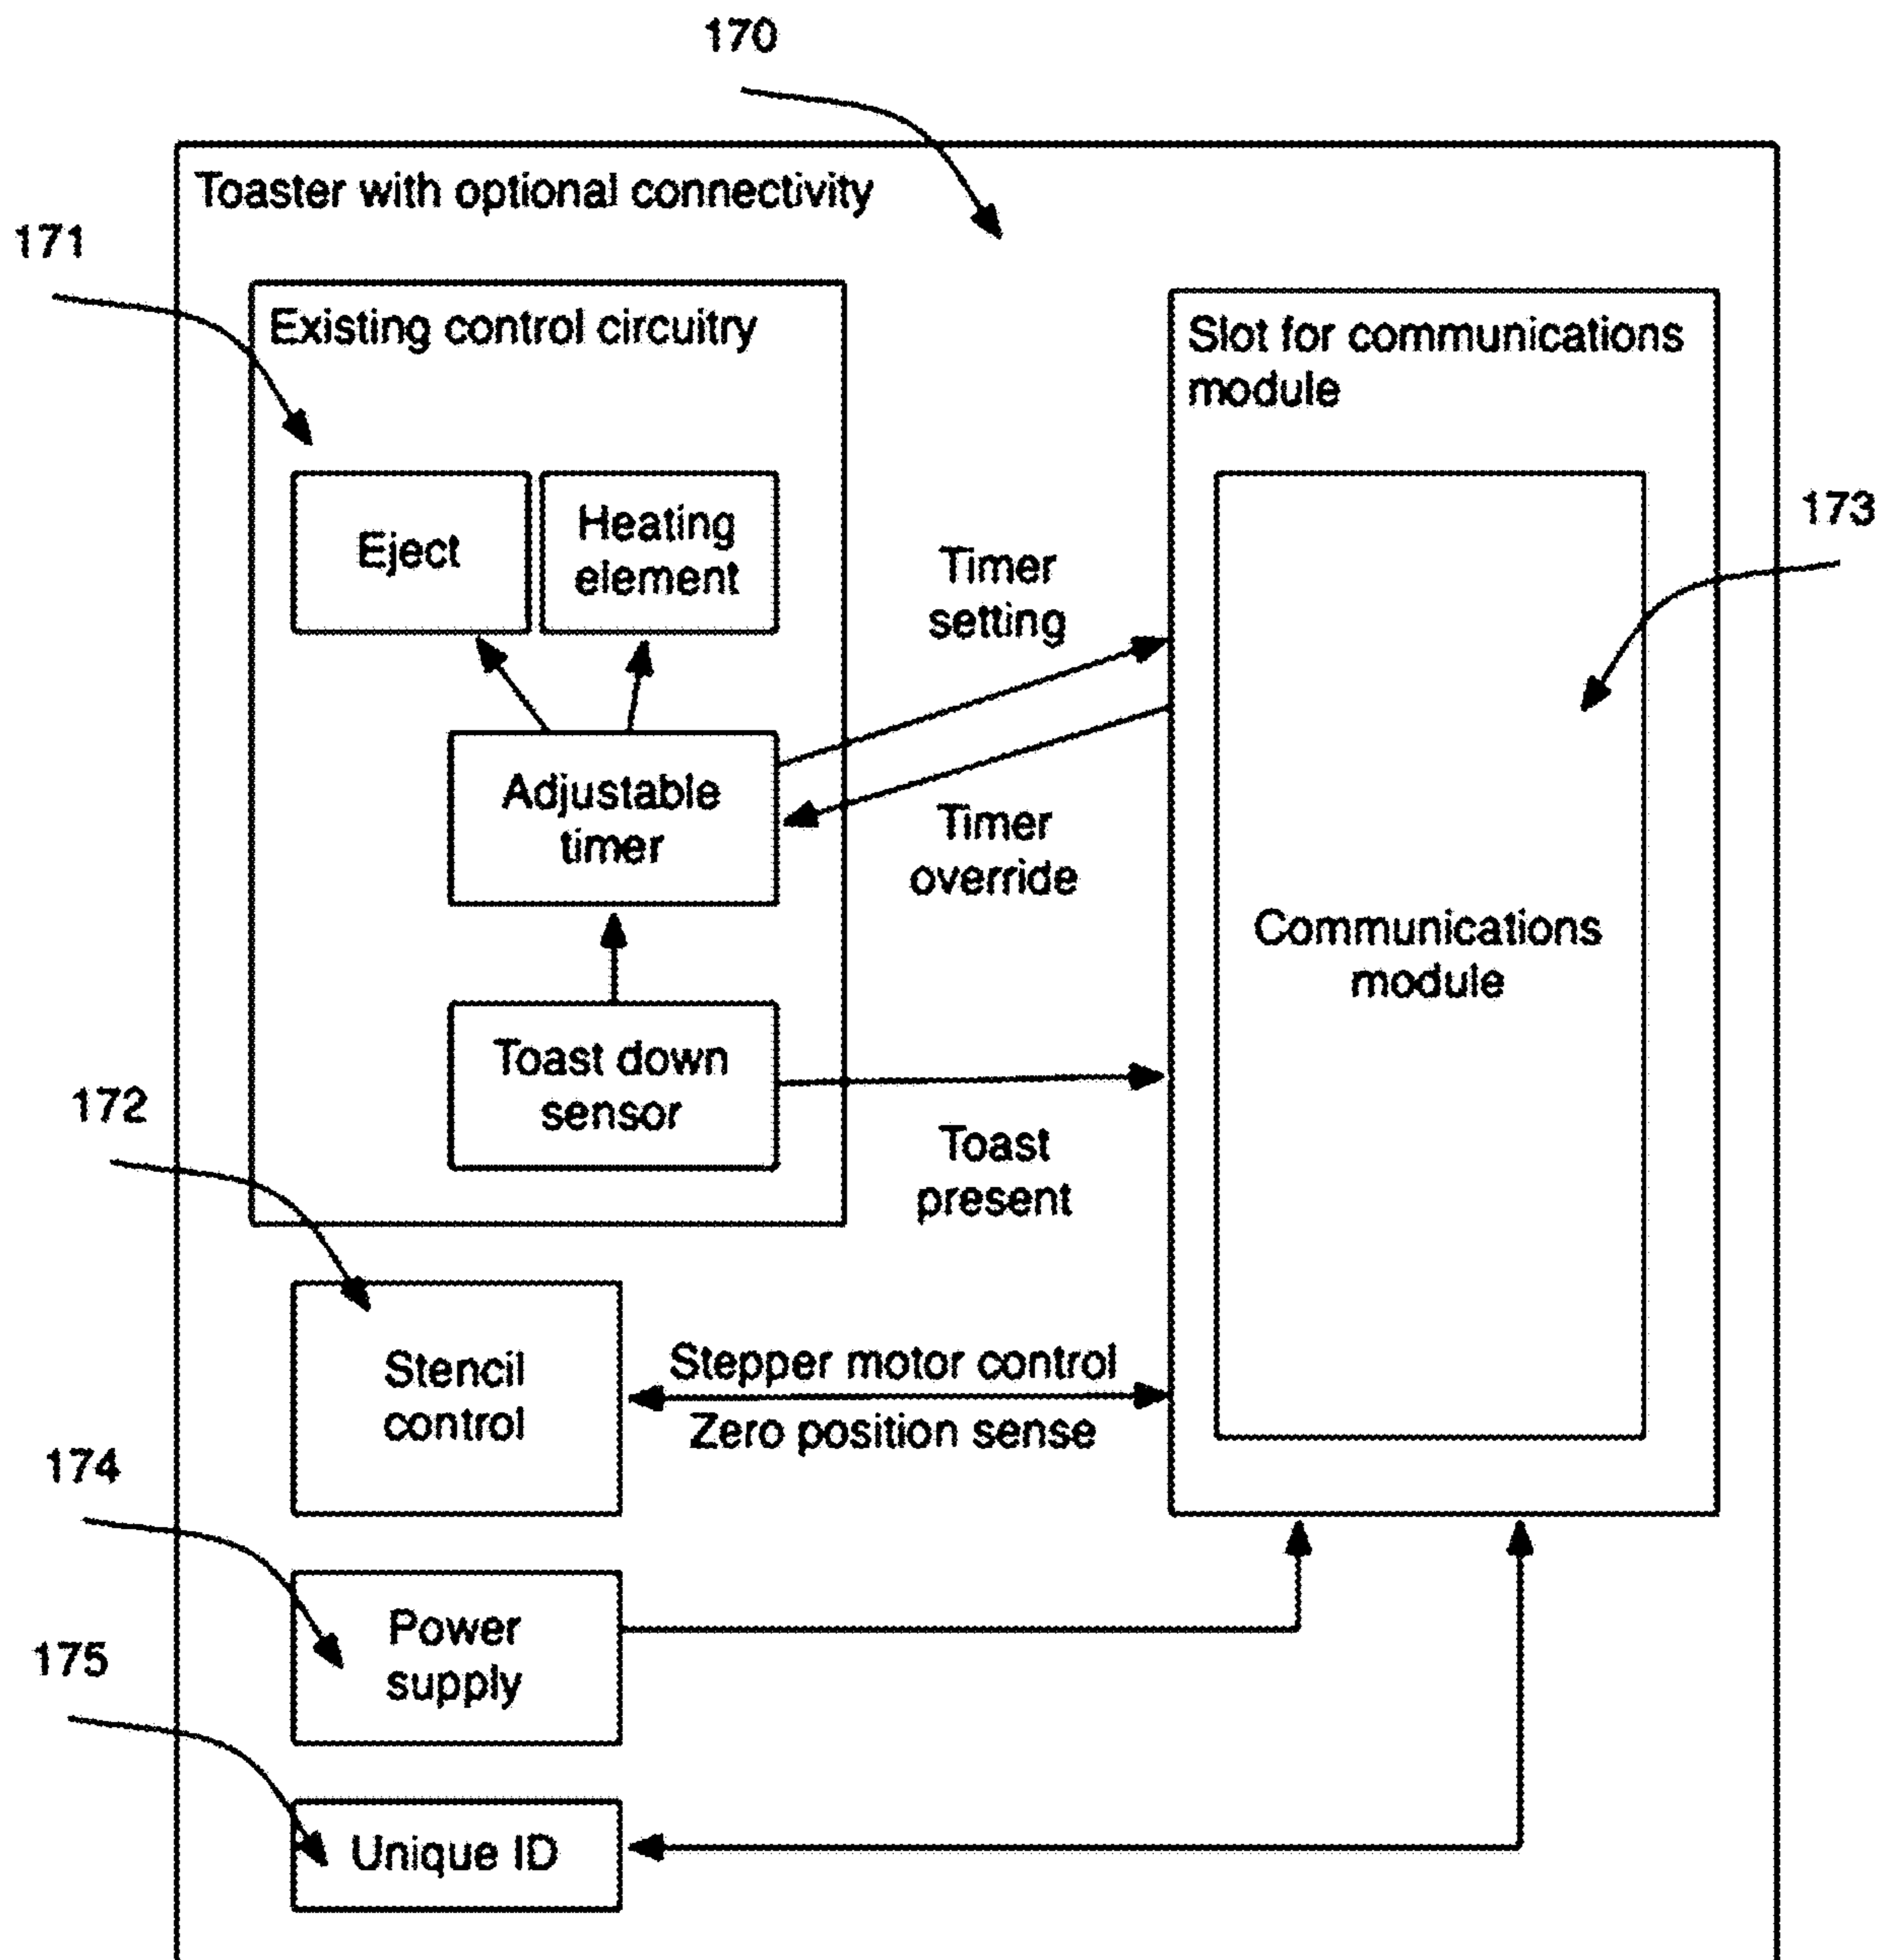 170
Toaster with optional connectivity
171
Existing control circuitry
Slot for communications
module
Eject
Heating
element
173
Timer
setting
Adjustable
timer
Timer
override
Communications
module
Toast down
sensor
172
Toast
present
Stencil
control
Stepper motor control
Zero position sense
174
Power
supply
175
Unique ID